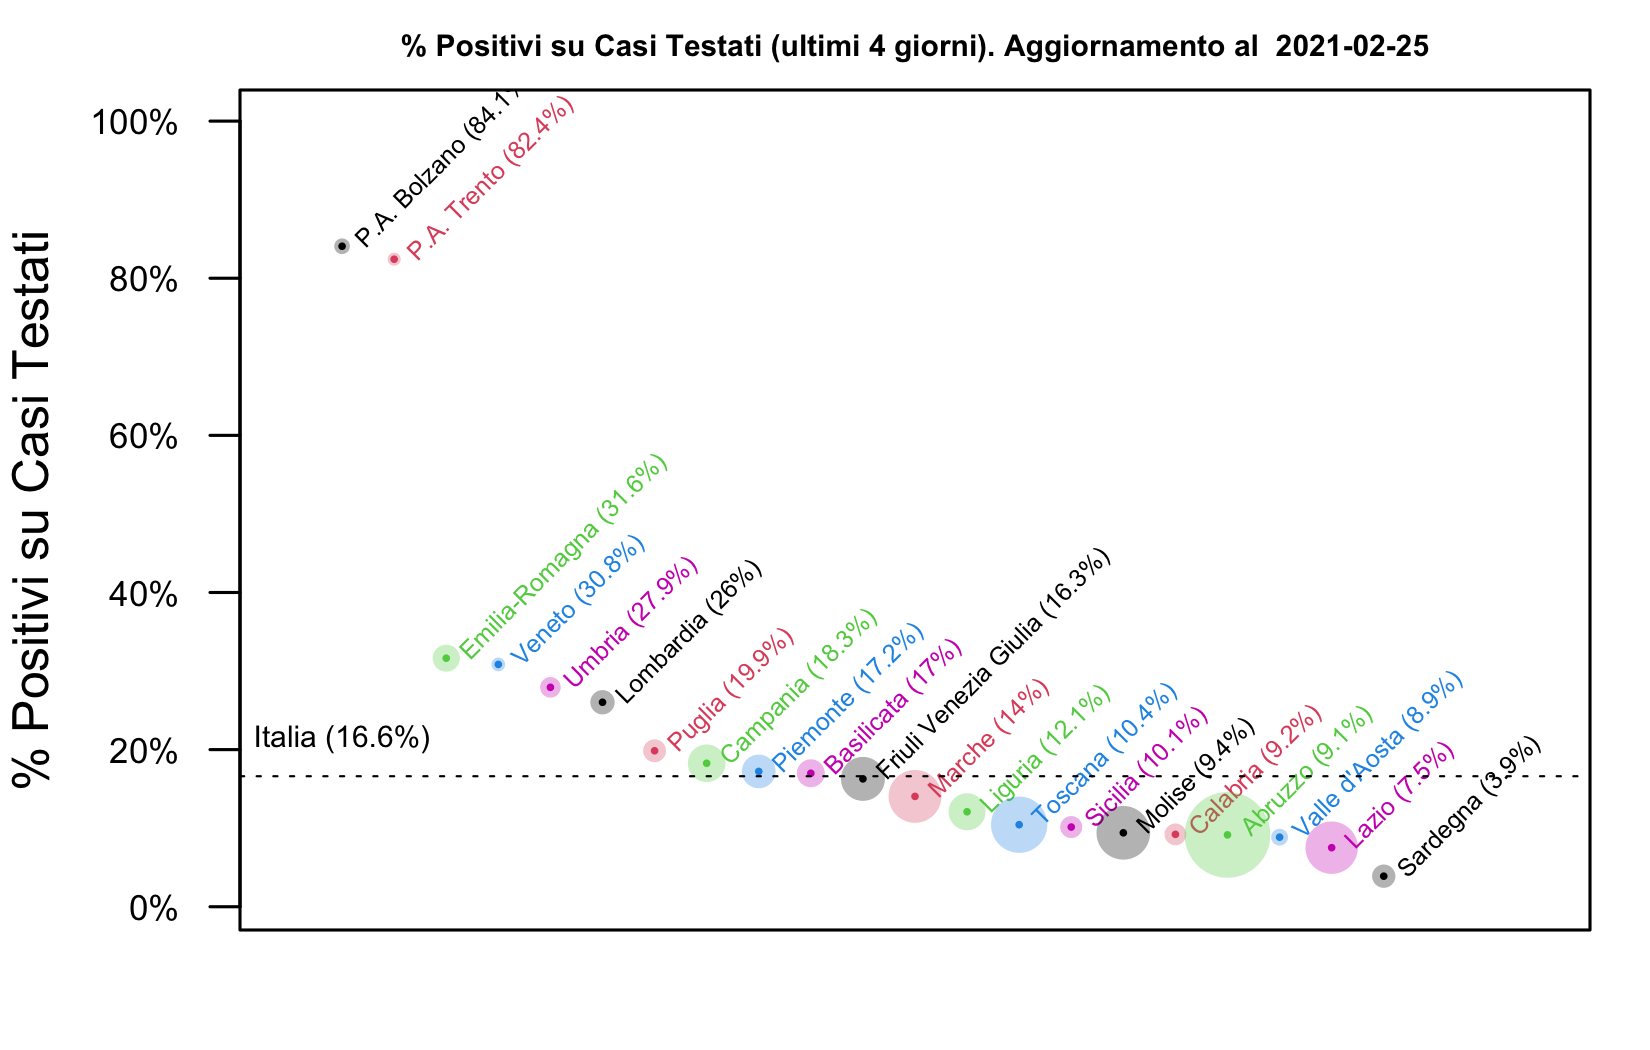 % Positivi su Casi Testati (ultimi 4 giorni). Aggiornamento al 2021-02-25
% Positivi su Casi Testati
100%
80%
60%
40%
20%
0%
P.A. Bolzano (84.1%
P.A. Trento (82.4%)
Emilia-Romagna (31.6%)
Veneto (30.8%)
Umbria (27.9%)
Lombardia (26%)
Puglia (19.9%)
Campania (18.3%)
Piemonte (17.2%)
Basilicata (17%)
Friuli Venezia Giulia (16.3%)
Marche (14%)
Liguria (12.1%)
Toscana (10.4%)
Sicilia (10.1%)
Molise (9.4%)
Calabria (9.2%)
Abruzzo (9.1%)
Valle d'Aosta (8.9%)
Lazio (7.5%)
Sardegna (3.9%)
Italia (16.6%)